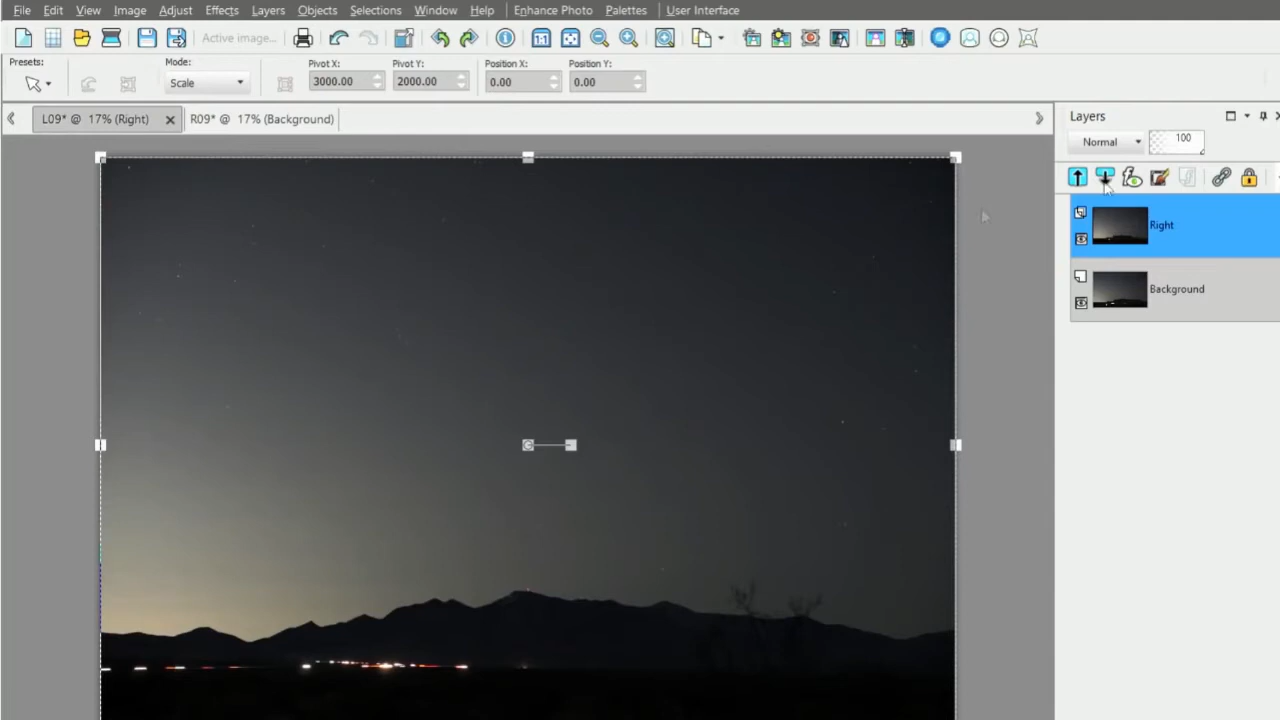 File Edit View Image Adjust Effects Layers Objects Selections Window Help Enhance Photo Palettes User Interface
Active image...
1:1
Presets: Mode: Pivot X: Pivot Y: Position X: Position Y:
Scale 3000.00 2000.00 0.00 0.00
L09* @ 17% (Right) R09* @ 17% (Background)
Layers
Normal 100
Right
Background